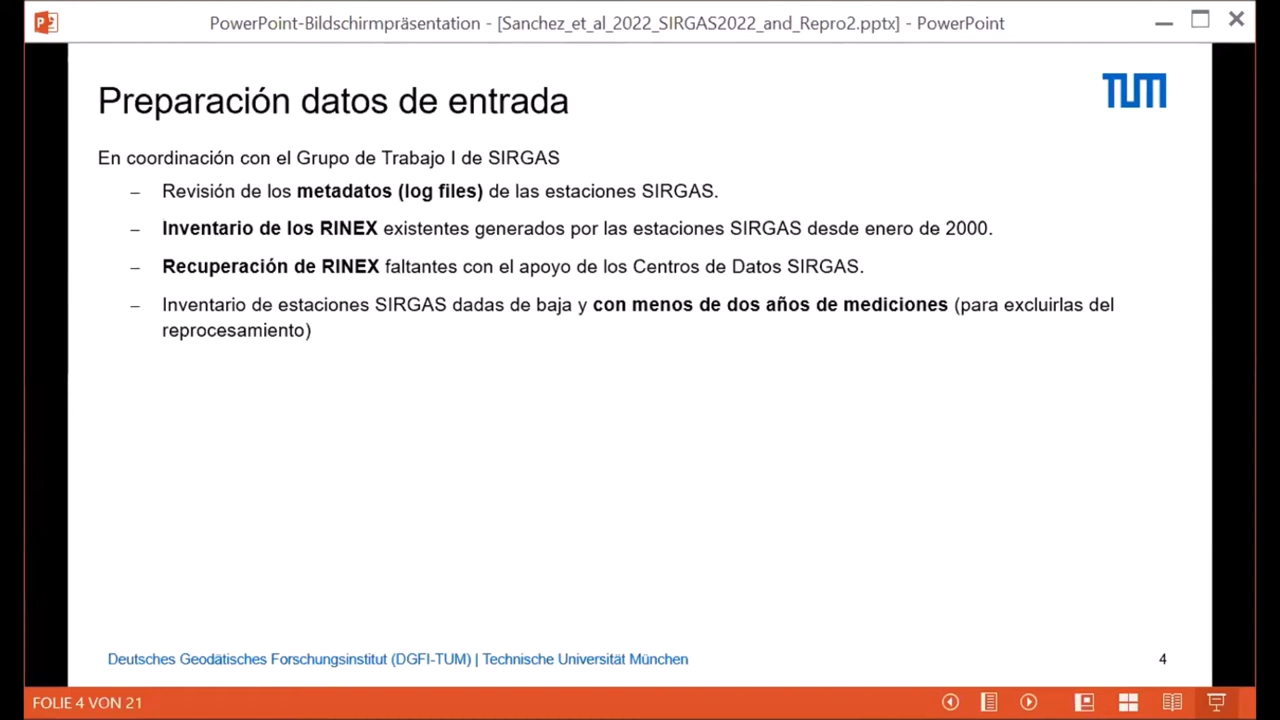 PowerPoint-Bildschirmpräsentation - [Sanchez_et_al_2022_SIRGAS2022_and_Repro2.pptx] - PowerPoint
Preparación datos de entrada
TUM
En coordinación con el Grupo de Trabajo I de SIRGAS
– Revisión de los metadatos (log files) de las estaciones SIRGAS.
– Inventario de los RINEX existentes generados por las estaciones SIRGAS desde enero de 2000.
– Recuperación de RINEX faltantes con el apoyo de los Centros de Datos SIRGAS.
– Inventario de estaciones SIRGAS dadas de baja y con menos de dos años de mediciones (para excluirlas del
reprocesamiento)
Deutsches Geodätisches Forschungsinstitut (DGFI-TUM) | Technische Universität München
4
FOLIE 4 VON 21